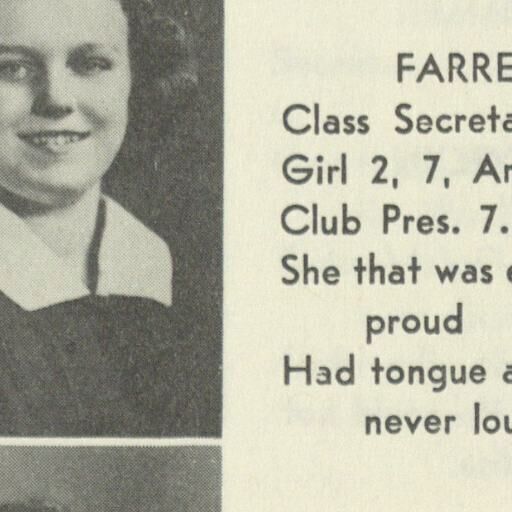 FARRE
Class Secreta
Girl 2, 7, Ar
Club Pres. 7.
She that was e
proud
Had tongue a
never lou